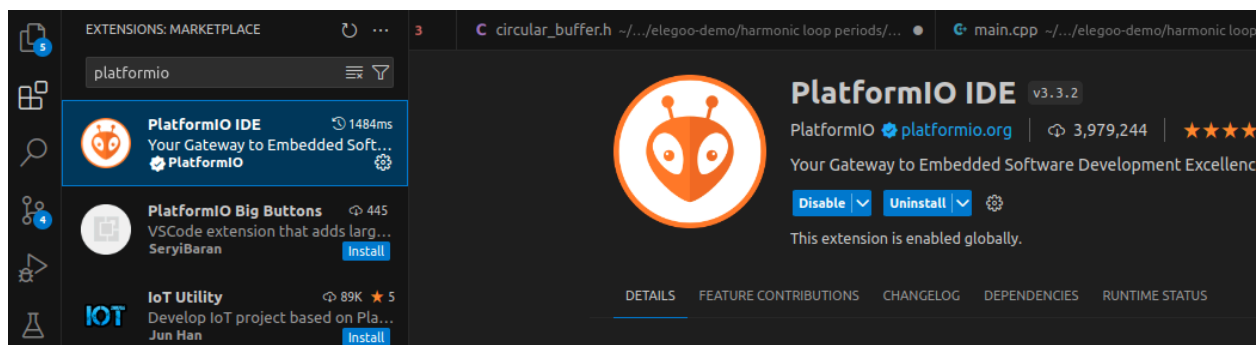 EXTENSIONS: MARKETPLACE
3
C circular_buffer.h ~/.../elegoo-demo/harmonic loop periods/...
main.cpp ~/.../elegoo-demo/harmonic loop
5
platformio
PlatformIO IDE 1484ms
Your Gateway to Embedded Soft...
PlatformIO
PlatformIO Big Buttons 445
VSCode extension that adds larg...
SeryiBaran Install
IoT Utility 89K ★ 5
IOT
Develop IoT project based on Pla...
Jun Han Install
4
PlatformIO IDE v3.3.2
PlatformIO platformio.org 3,979,244
Your Gateway to Embedded Software Development Excellenc
Disable Uninstall
This extension is enabled globally.
DETAILS FEATURE CONTRIBUTIONS CHANGELOG DEPENDENCIES RUNTIME STATUS